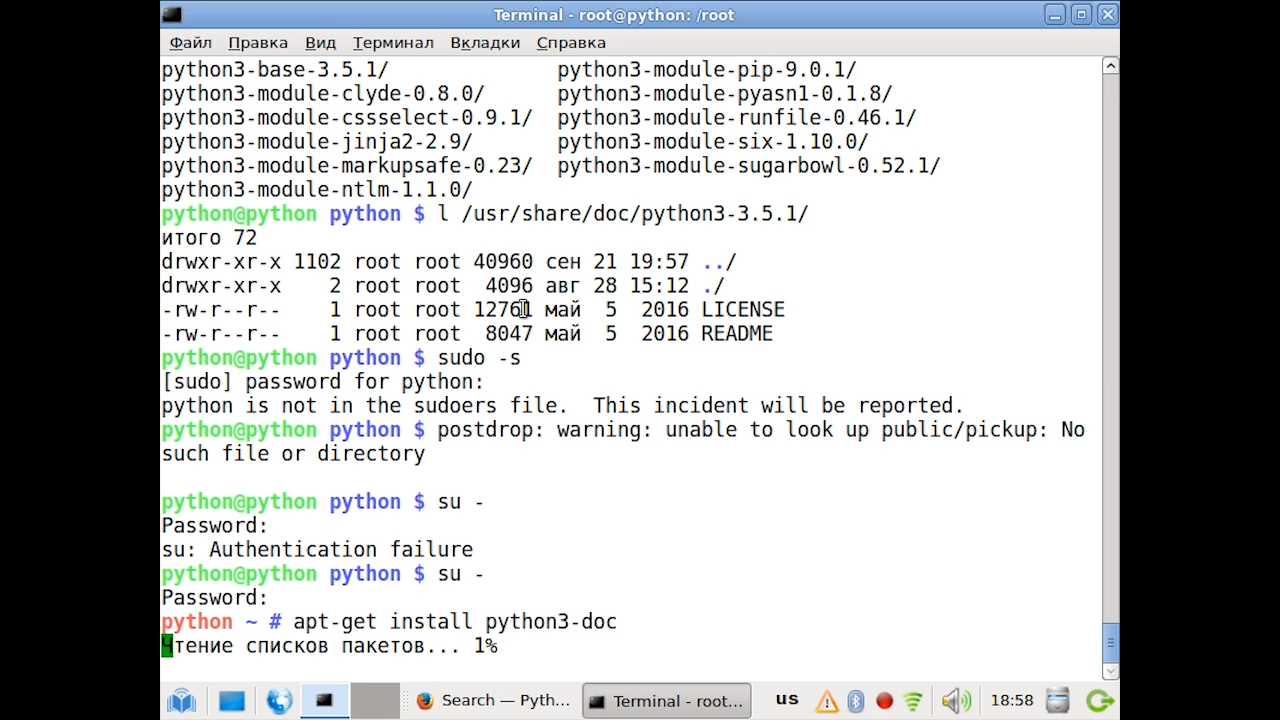 Terminal - root@python: /root
Файл Правка Вид Терминал Вкладки Справка
python3-base-3.5.1/ python3-module-pip-9.0.1/
python3-module-clyde-0.8.0/ python3-module-pyasn1-0.1.8/
python3-module-cssselect-0.9.1/ python3-module-runfile-0.46.1/
python3-module-jinja2-2.9/ python3-module-six-1.10.0/
python3-module-markupsafe-0.23/ python3-module-sugarbowl-0.52.1/
python3-module-ntlm-1.1.0/
python@python python $ l /usr/share/doc/python3-3.5.1/
итого 72
drwxr-xr-x 1102 root root 40960 сен 21 19:57 ../
drwxr-xr-x 2 root root 4096 авг 28 15:12 ./
-rw-r--r-- 1 root root 12761 май 5 2016 LICENSE
-rw-r--r-- 1 root root 8047 май 5 2016 README
python@python python $ sudo -s
[sudo] password for python:
python is not in the sudoers file. This incident will be reported.
python@python python $ postdrop: warning: unable to look up public/pickup: No
such file or directory
python@python python $ su -
Password:
su: Authentication failure
python@python python $ su -
Password:
python ~ # apt-get install python3-doc
Чтение списков пакетов... 1%
Search — Pyth... Terminal - root... us 18:58